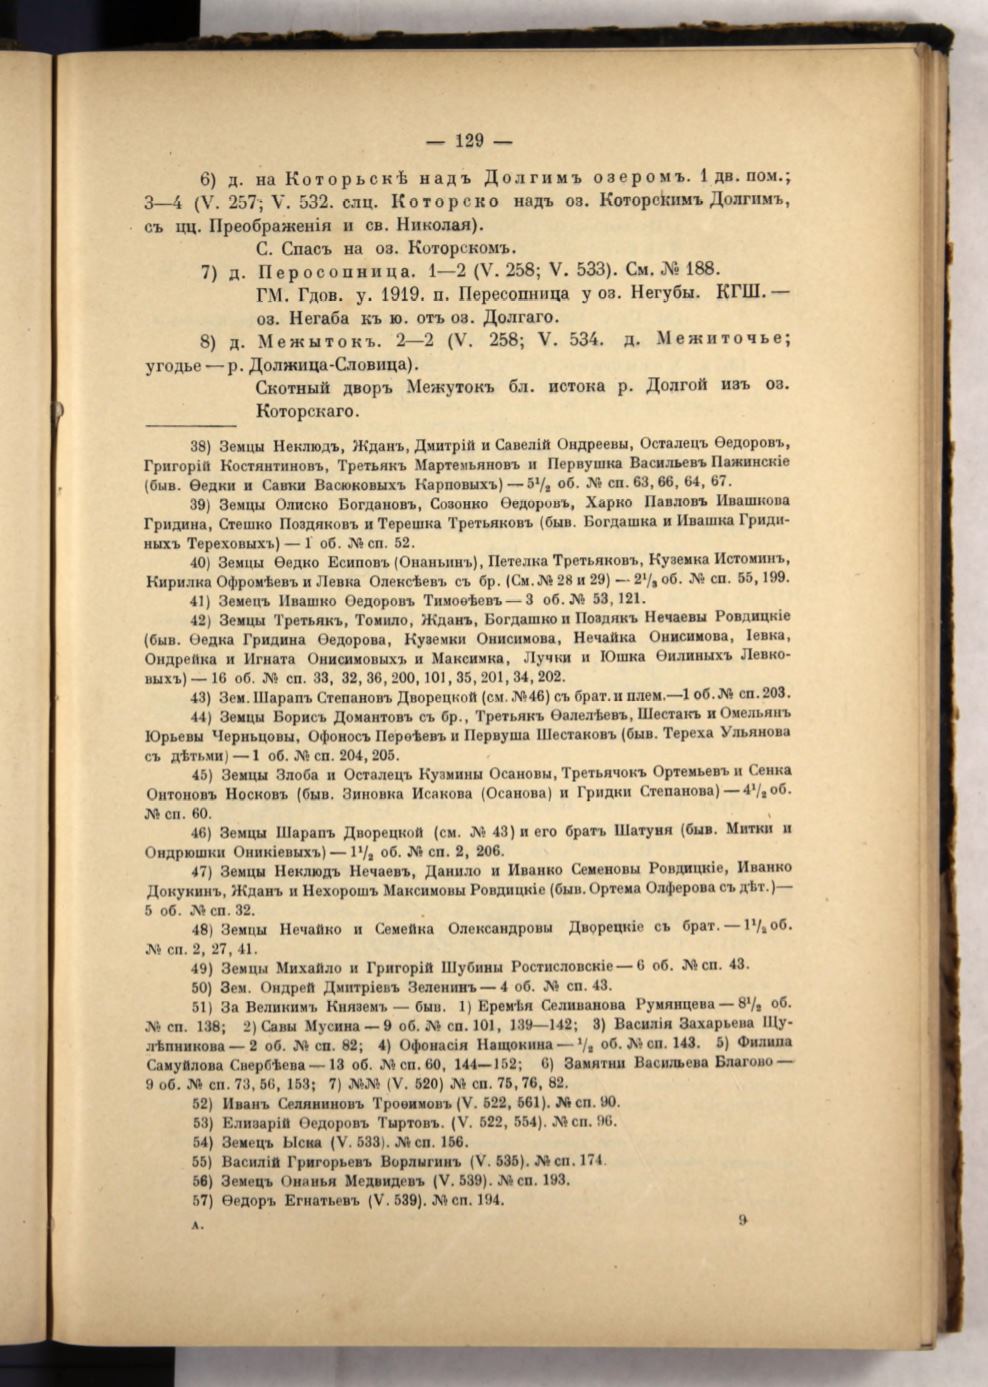 — 129 —
6) д. на Которьскѣ надъ Долгимъ озеромъ. 1 дв. пом.;
3—4 (V. 257; V. 532. слц. Которско надъ оз. Которскимъ Долгимъ,
съ цц. Преображенія и св. Николая).
С. Спасъ на оз. Которскомъ.
7) д. Перосопница. 1—2 (V. 258; V. 533). См. № 188.
ГМ. Гдов. у. 1919. п. Пересопница у оз. Негубы. КГШ.—
оз. Негаба къ ю. отъ оз. Долгаго.
8) д. Межытокъ. 2—2 (V. 258; V. 534. д. Межиточье;
угодье — р. Должица-Словица).
Скотный дворъ Межутокъ бл. истока р. Долгой изъ оз.
Которскаго.
38) Земцы Неклюдъ, Жданъ, Дмитрій и Савелій Ондреевы, Осталецъ Ѳедоровъ,
Григорій Костянтиновъ, Третьякъ Мартемьяновъ и Первушка Васильевъ Пажинскіе
(быв. Ѳедки и Савки Васюковыхъ Карповыхъ) — 5¹/₂ об. № сп. 63, 66, 64, 67.
39) Земцы Олиско Богдановъ, Созонко Ѳедоровъ, Харко Павловъ Ивашкова
Гридина, Стешко Поздяковъ и Терешка Третьяковъ (быв. Богдашка и Ивашка Гриди-
ныхъ Тереховыхъ) — 1 об. № сп. 52.
40) Земцы Ѳедко Есиповъ (Онаньинъ), Петелка Третьяковъ, Куземка Истоминъ,
Кирилка Офромѣевъ и Левка Олексѣевъ съ бр. (См. № 28 и 29) — 2¹/₃ об. № сп. 55, 199.
41) Земецъ Ивашко Ѳедоровъ Тимоѳѣевъ — 3 об. № 53, 121.
42) Земцы Третьякъ, Томило, Жданъ, Богдашко и Поздякъ Нечаевы Ровдицкіе
(быв. Ѳедка Гридина Ѳедорова, Куземки Онисимова, Нечайка Онисимова, Іевка,
Ондрейка и Игната Онисимовыхъ и Максимка, Лучки и Юшка Ѳилиныхъ Левко-
выхъ) — 16 об. № сп. 33, 32, 36, 200, 101, 35, 201, 34, 202.
43) Зем. Шарапъ Степановъ Дворецкой (см. № 46) съ брат. и плем.—1 об. № сп. 203.
44) Земцы Борисъ Домантовъ съ бр., Третьякъ Ѳалелѣевъ, Шестакъ и Омельянъ
Юрьевы Черньцовы, Офоносъ Перѳѣевъ и Первуша Шестаковъ (быв. Тереха Ульянова
съ дѣтьми) — 1 об. № сп. 204, 205.
45) Земцы Злоба и Осталецъ Кузмины Осановы, Третьячокъ Ортемьевъ и Сенка
Онтоновъ Носковъ (быв. Зиновка Исакова (Осанова) и Гридки Степанова) — 4¹/₂ об.
№ сп. 60.
46) Земцы Шарапъ Дворецкой (см. № 43) и его братъ Шатуня (быв. Митки и
Ондрюшки Оникіевыхъ) — 1¹/₂ об. № сп. 2, 206.
47) Земцы Неклюдъ Нечаевъ, Данило и Иванко Семеновы Ровдицкіе, Иванко
Докукинъ, Жданъ и Нехорошъ Максимовы Ровдицкіе (быв. Ортема Олферова съ дѣт.)—
5 об. № сп. 32.
48) Земцы Нечайко и Семейка Олександровы Дворецкіе съ брат. — 1¹/₂ об.
№ сп. 2, 27, 41.
49) Земцы Михайло и Григорій Шубины Ростисловскіе — 6 об. № сп. 43.
50) Зем. Ондрей Дмитріевъ Зеленинъ — 4 об. № сп. 43.
51) За Великимъ Княземъ — быв. 1) Еремѣя Селиванова Румянцева — 8¹/₂ об.
№ сп. 138; 2) Савы Мусина — 9 об. № сп. 101, 139—142; 3) Василія Захарьева Щу-
лѣпникова — 2 об. № сп. 82; 4) Офонасія Нащокина — ¹/₂ об. № сп. 143. 5) Филипа
Самуйлова Свербѣева — 13 об. № сп. 60, 144—152; 6) Замятни Васильева Благово —
9 об. № сп. 73, 56, 153; 7) №№ (V. 520) № сп. 75, 76, 82.
52) Иванъ Селяниновъ Троѳимовъ (V. 522, 561). № сп. 90.
53) Елизарій Ѳедоровъ Тыртовъ. (V. 522, 554). № сп. 96.
54) Земецъ Ыска (V. 533). № сп. 156.
55) Василій Григорьевъ Ворлыгинъ (V. 535). № сп. 174.
56) Земецъ Онанья Медвидевъ (V. 539). № сп. 193.
57) Ѳедоръ Егнатьевъ (V. 539). № сп. 194.
А. 9